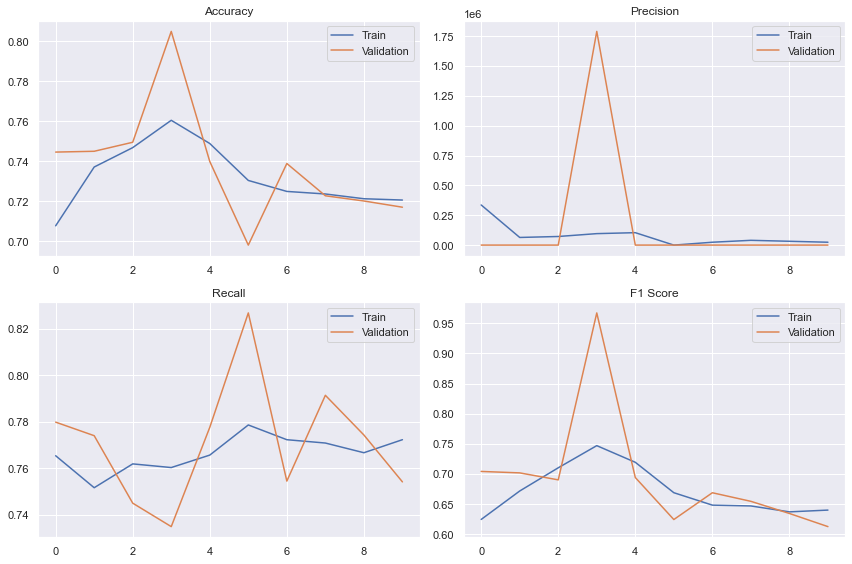 Accuracy
0.80
0.78
0.76
0.74
0.72
0.70
0 2 4 6 8
Train
Validation
Precision
1e6
1.75
1.50
1.25
1.00
0.75
0.50
0.25
0.00
0 2 4 6 8
Train
Validation
Recall
0.82
0.80
0.78
0.76
0.74
0 2 4 6 8
Train
Validation
F1 Score
0.95
0.90
0.85
0.80
0.75
0.70
0.65
0.60
0 2 4 6 8
Train
Validation